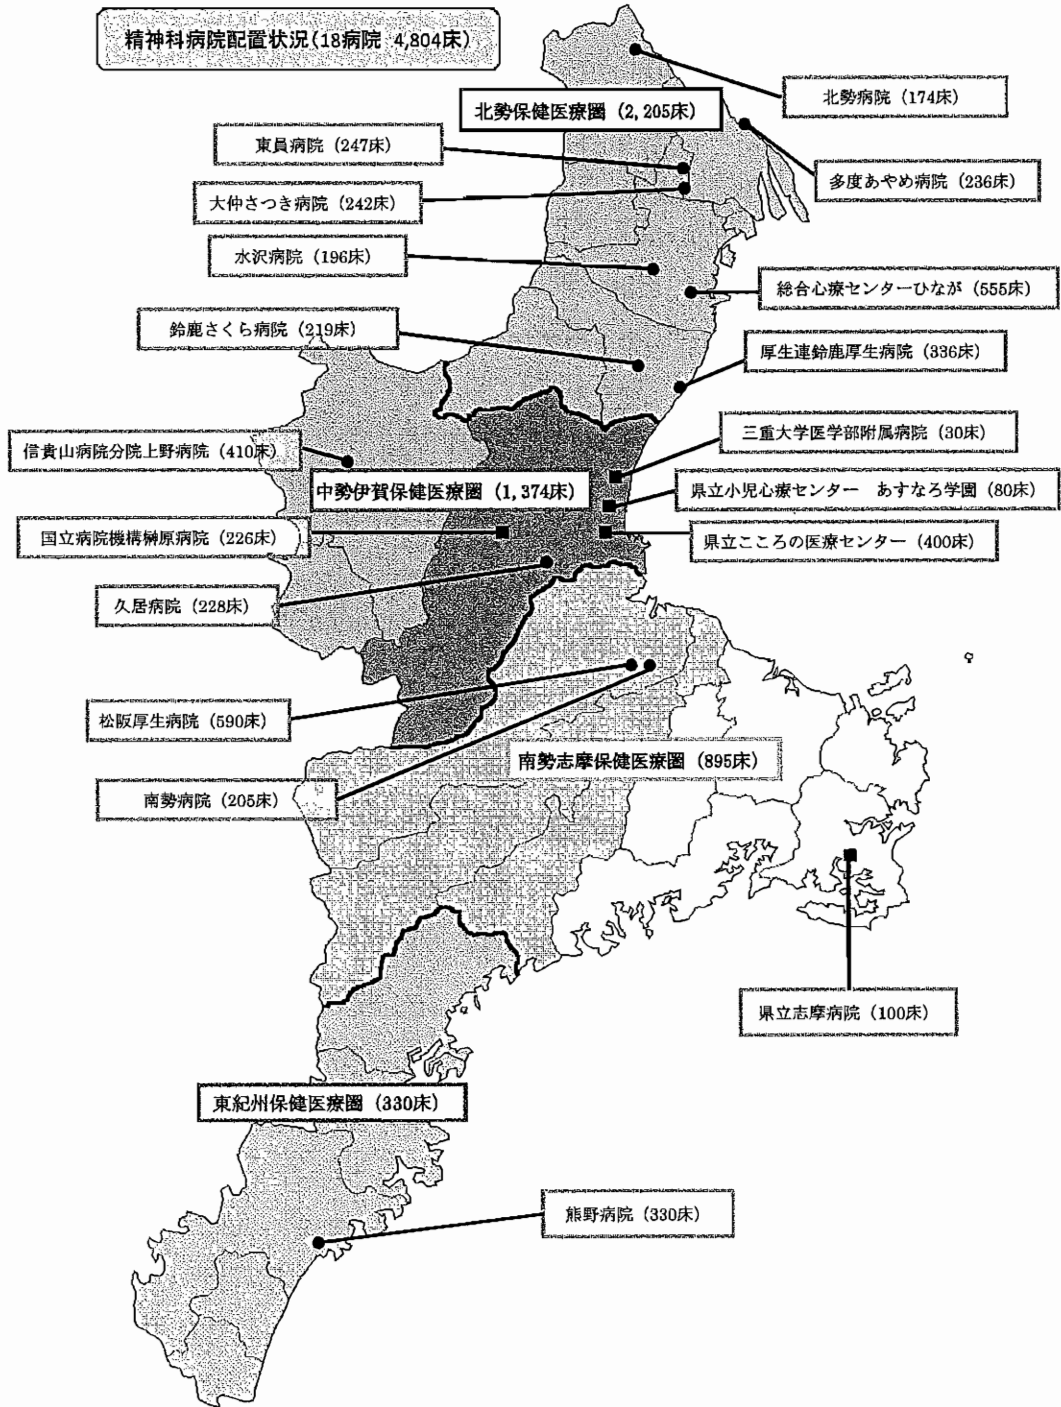 精神科病院配置状況(18病院 4,804床)
北勢病院(174床)
北勢保健医療圏(2,205床)
東員病院(247床)
多度あやめ病院(236床)
大仲さつき病院(242床)
水沢病院(196床)
総合心療センターひなが(555床)
鈴鹿さくら病院(219床)
厚生連鈴鹿厚生病院(336床)
三重大学医学部附属病院(30床)
信貴山病院分院上野病院(410床)
中勢伊賀保健医療圏(1,374床)
県立小児心療センター あすなろ学園(80床)
国立病院機構榊原病院(226床)
県立こころの医療センター(400床)
久居病院(228床)
松阪厚生病院(590床)
南勢志摩保健医療圏(895床)
南勢病院(205床)
県立志摩病院(100床)
東紀州保健医療圏(330床)
熊野病院(330床)